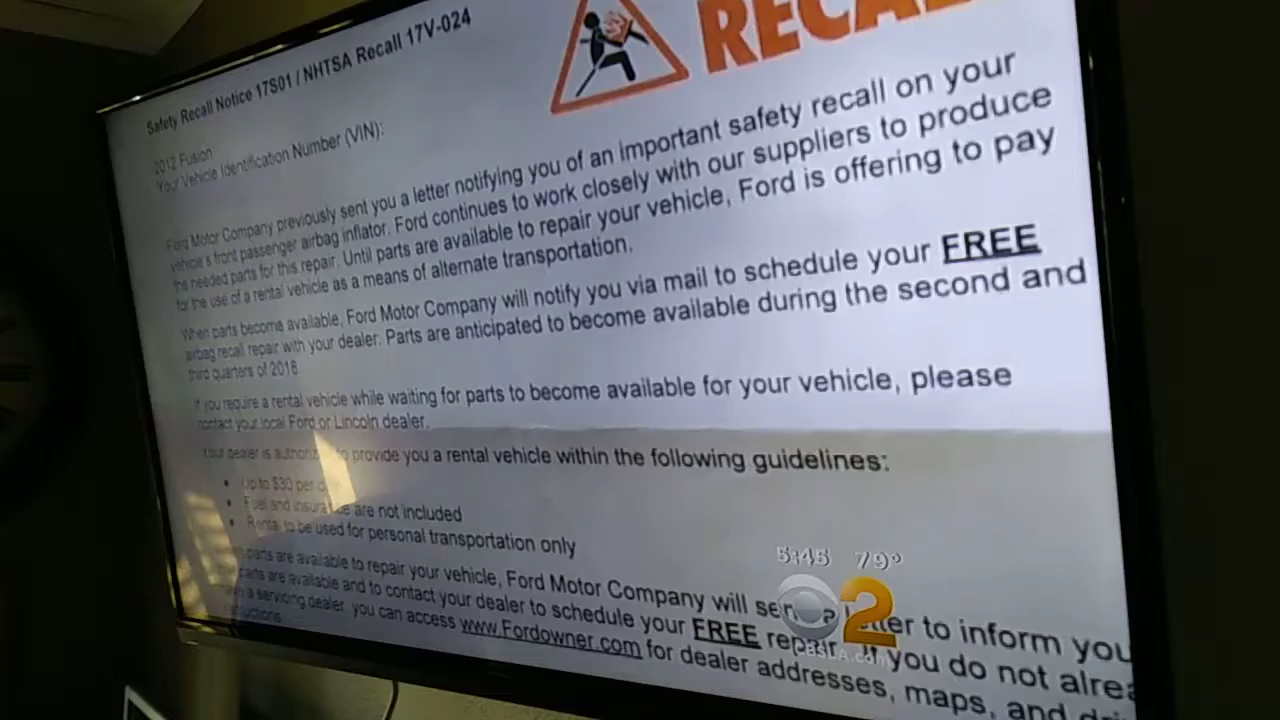 Safety Recall Notice 17S01 / NHTSA Recall 17V-024
RECAL
2012 Fusion
Your Vehicle Identification Number (VIN):
Ford Motor Company previously sent you a letter notifying you of an important safety recall on your
vehicle's front passenger airbag inflator. Ford continues to work closely with our suppliers to produce
the needed parts for this repair. Until parts are available to repair your vehicle, Ford is offering to pay
for the use of a rental vehicle as a means of alternate transportation.
When parts become available, Ford Motor Company will notify you via mail to schedule your FREE
airbag recall repair with your dealer. Parts are anticipated to become available during the second and
third quarters of 2018
If you require a rental vehicle while waiting for parts to become available for your vehicle, please
contact your local Ford or Lincoln dealer.
Your dealer is to provide you a rental vehicle within the following guidelines:
• Up to $30 per
• Fuel and insurance are not included
• Rental to be used for personal transportation only
5:45 79°
When parts are available to repair your vehicle, Ford Motor Company will send a letter to inform you
parts are available and to contact your dealer to schedule your FREE repair. If you do not alrea
a servicing dealer, you can access www.Fordowner.com for dealer addresses, maps, and
2
CBSLA.com